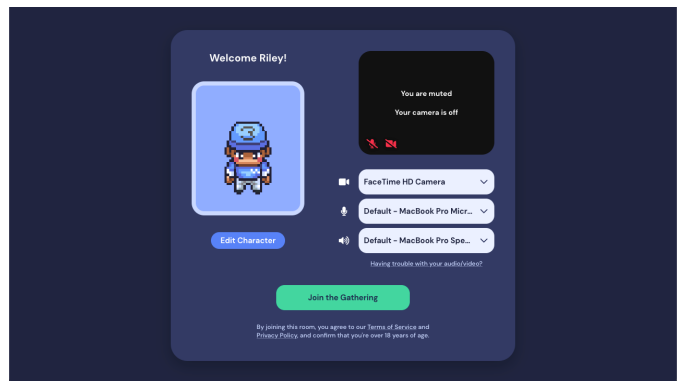 Welcome Riley!
You are muted
Your camera is off
FaceTime HD Camera
Default - MacBook Pro Micr...
Edit Character
Default - MacBook Pro Spe...
Having trouble with your audio/video?
Join the Gathering
By joining this room, you agree to our Terms of Service and
Privacy Policy, and confirm that you're over 18 years of age.